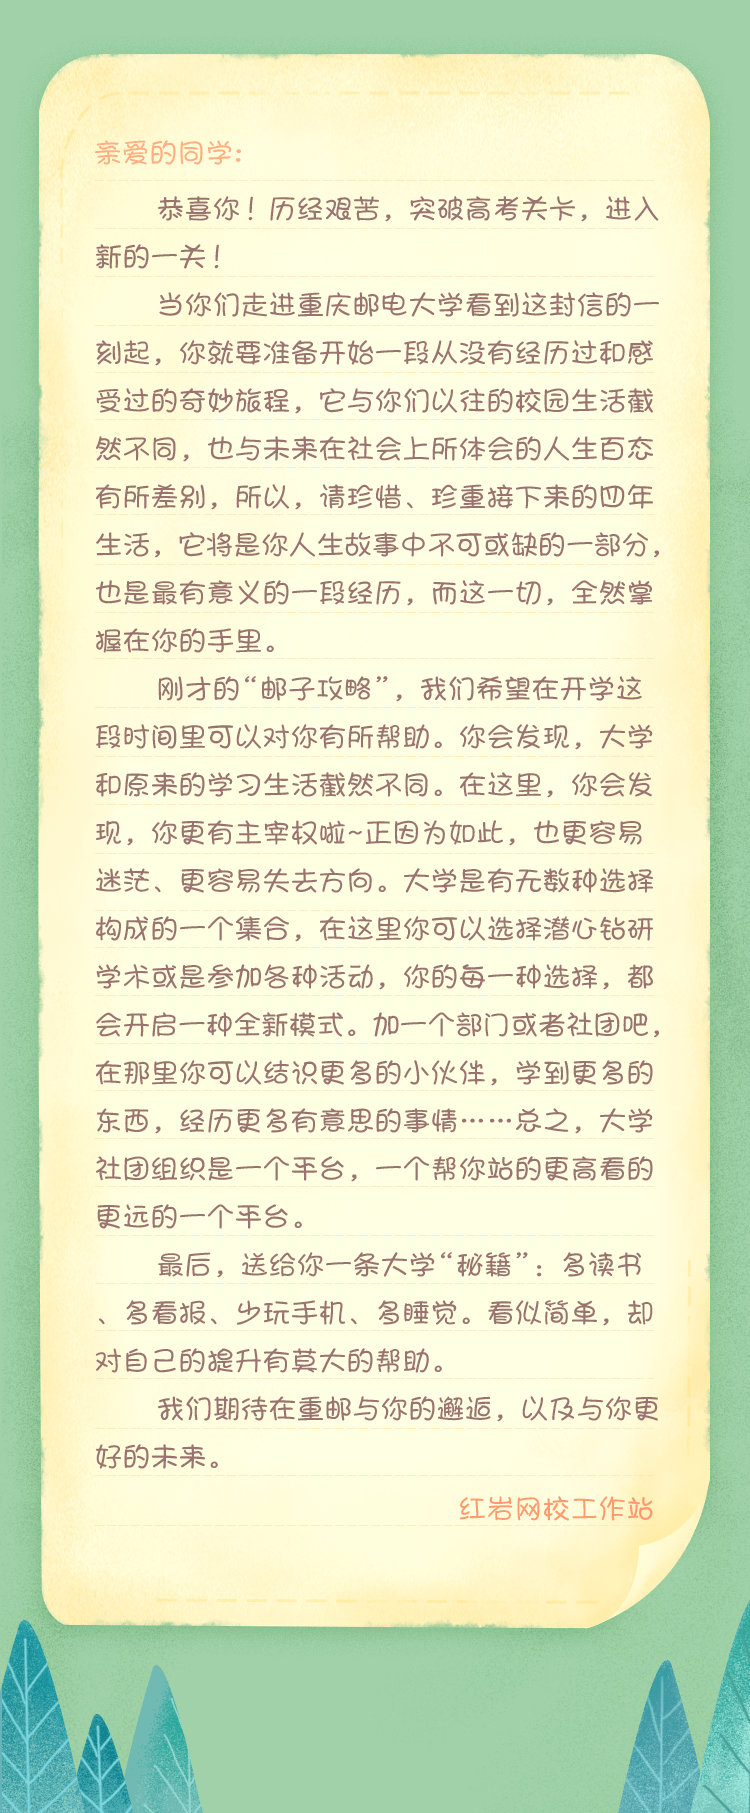 亲爱的同学:
恭喜你！历经艰苦，突破高考关卡，进入
新的一关！
当你们走进重庆邮电大学看到这封信的一
刻起，你就要准备开始一段从没有经历过和感
受过的奇妙旅程，它与你们以往的校园生活截
然不同，也与未来在社会上所体会的人生百态
有所差别，所以，请珍惜、珍重接下来的四年
生活，它将是你人生故事中不可或缺的一部分，
也是最有意义的一段经历，而这一切，全然掌
握在你的手里。
刚才的“邮子攻略”，我们希望在开学这
段时间里可以对你有所帮助。你会发现，大学
和原来的学习生活截然不同。在这里，你会发
现，你更有主宰权啦~正因为如此，也更容易
迷茫、更容易失去方向。大学是有无数种选择
构成的一个集合，在这里你可以选择潜心钻研
学术或是参加各种活动，你的每一种选择，都
会开启一种全新模式。加一个部门或者社团吧，
在那里你可以结识更多的小伙伴，学到更多的
东西，经历更多有意思的事情……总之，大学
社团组织是一个平台，一个帮你站的更高看的
更远的一个平台。
最后，送给你一条大学“秘籍”：多读书
、多看报、少玩手机、多睡觉。看似简单，却
对自己的提升有莫大的帮助。
我们期待在重邮与你的邂逅，以及与你更
好的未来。
红岩网校工作站